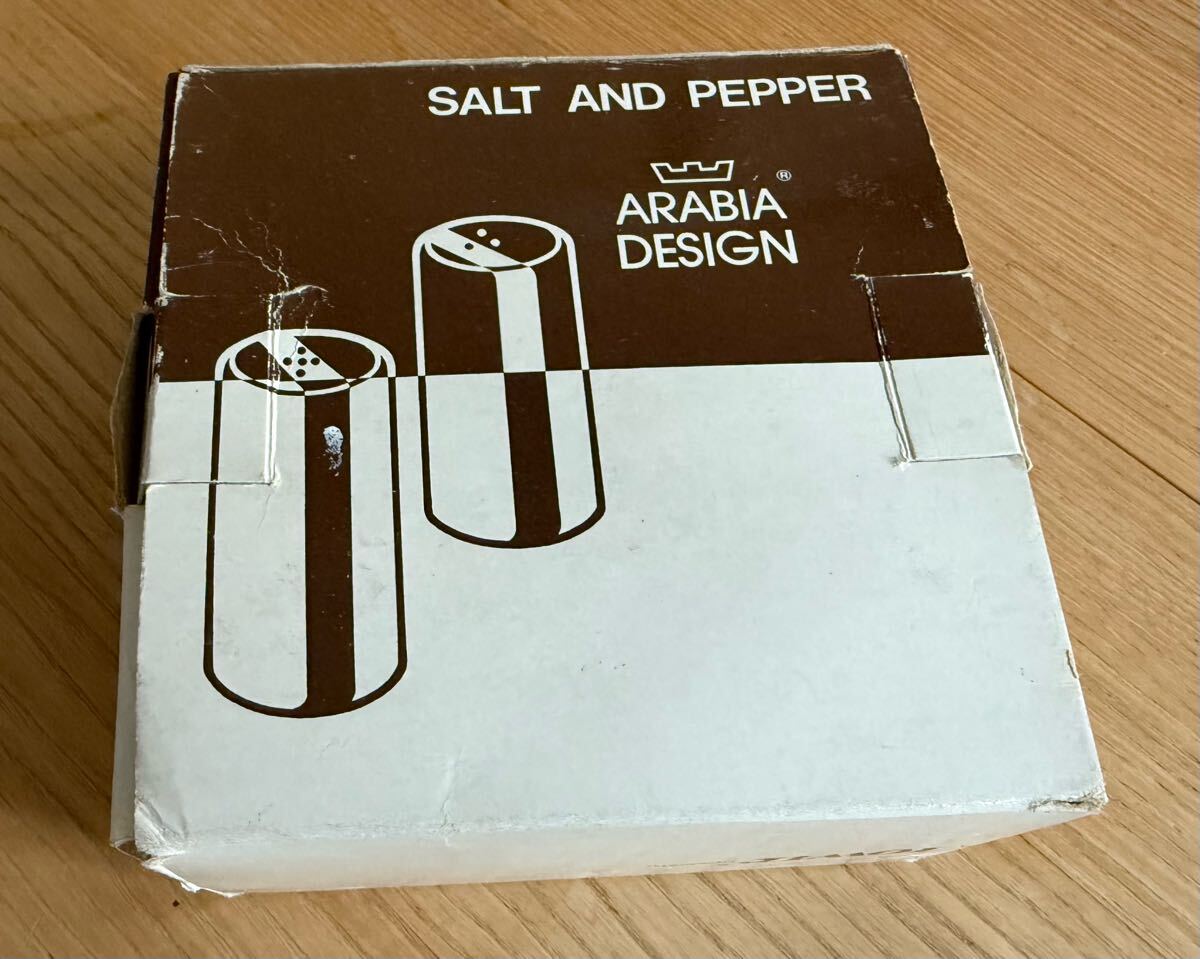 SALT AND PEPPER
®
ARABIA
DESIGN